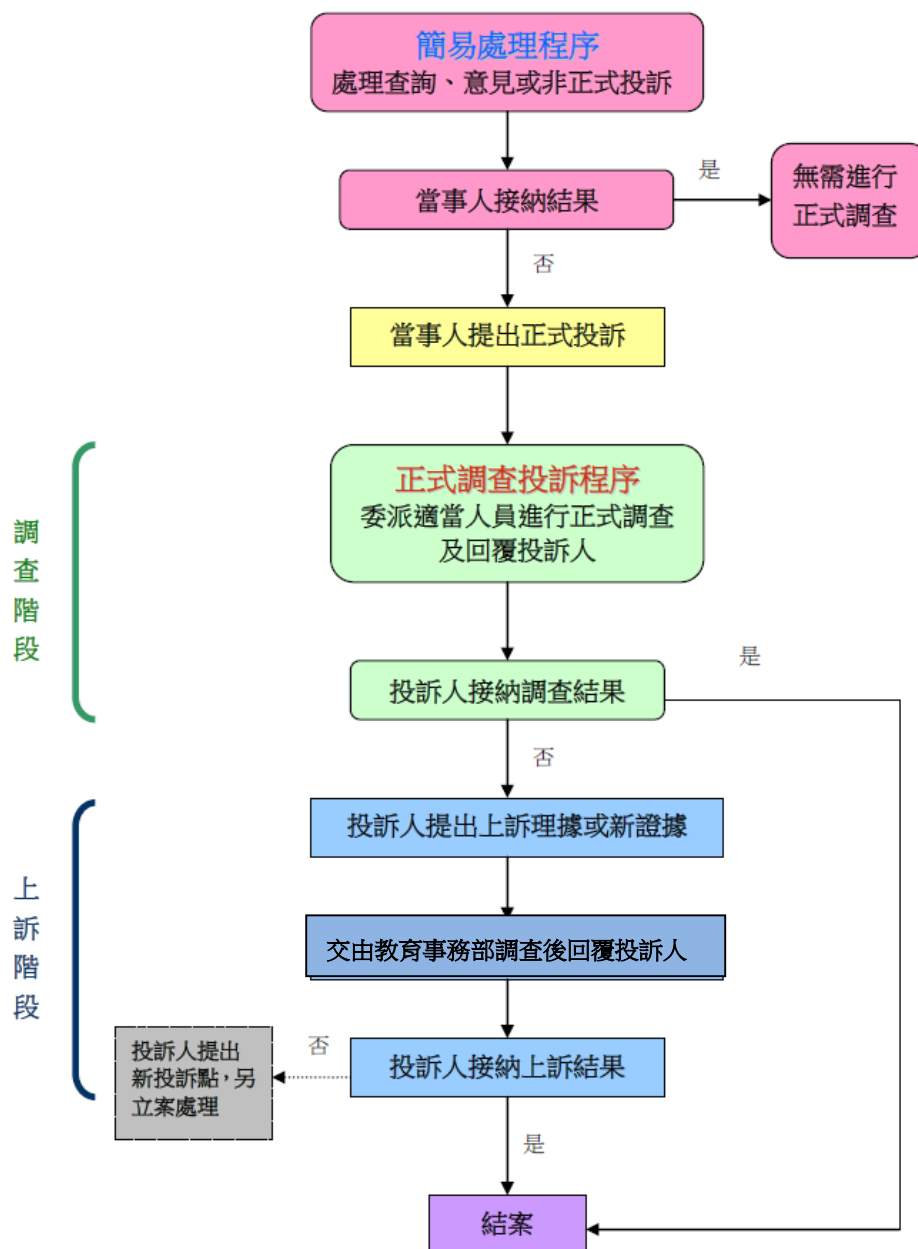 簡易處理程序
處理查詢、意見或非正式投訴
是
當事人接納結果
無需進行
正式調查
否
當事人提出正式投訴
調查階段
正式調查投訴程序
委派適當人員進行正式調查
及回覆投訴人
是
投訴人接納調查結果
否
上訴階段
投訴人提出上訴理據或新證據
交由教育事務部調查後回覆投訴人
否
投訴人接納上訴結果
投訴人提出
新投訴點，另
立案處理
是
結案